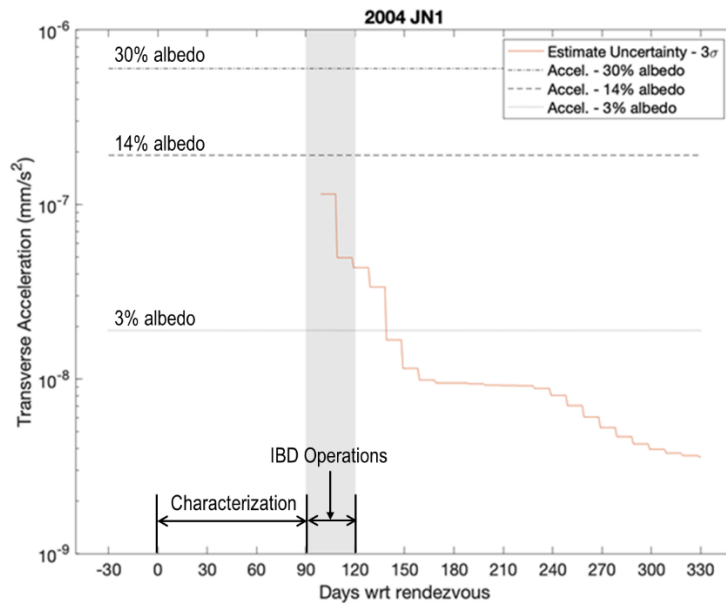 2004 JN1
10^-6
30% albedo
Estimate Uncertainty - 3σ
Accel. - 30% albedo
Accel. - 14% albedo
Accel. - 3% albedo
14% albedo
10^-7
Transverse Acceleration (mm/s²)
3% albedo
10^-8
IBD Operations
Characterization
10^-9
-30 0 30 60 90 120 150 180 210 240 270 300 330
Days wrt rendezvous